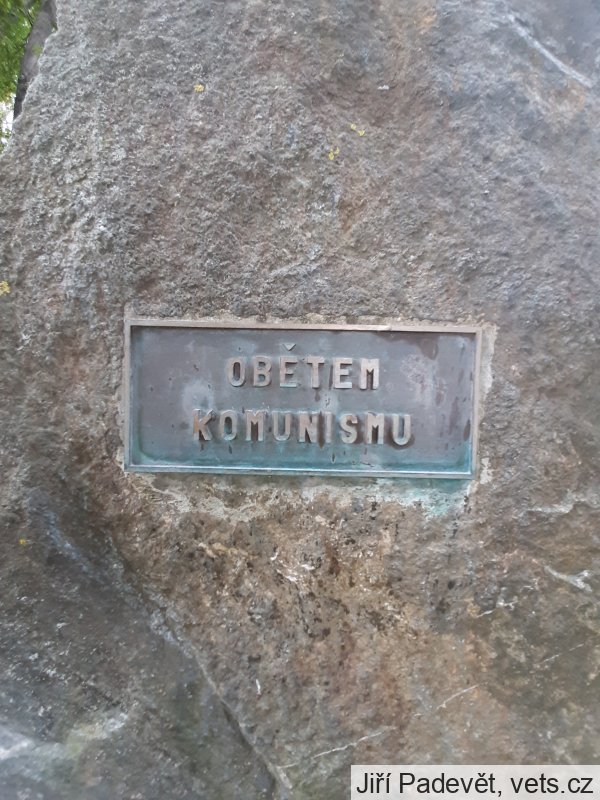 OBĚTEM
KOMUNISMU
Jiří Padevět, vets.cz